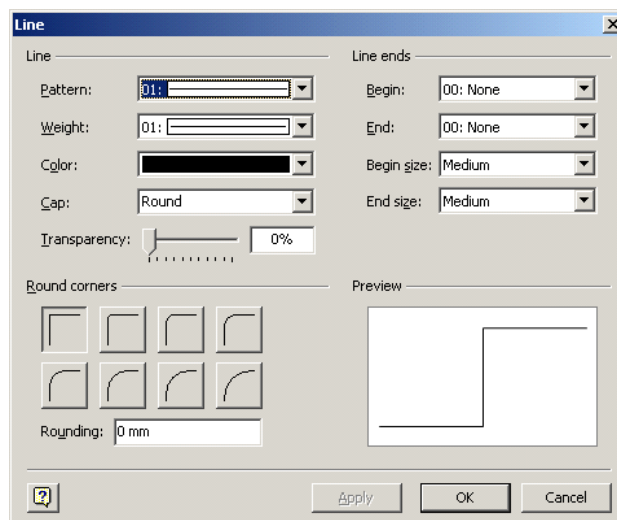 Line
Line
Pattern: 01:
Weight: 01:
Color:
Cap: Round
Transparency: 0%
Line ends
Begin: 00: None
End: 00: None
Begin size: Medium
End size: Medium
Round corners
Rounding: 0 mm
Preview
?
Apply OK Cancel